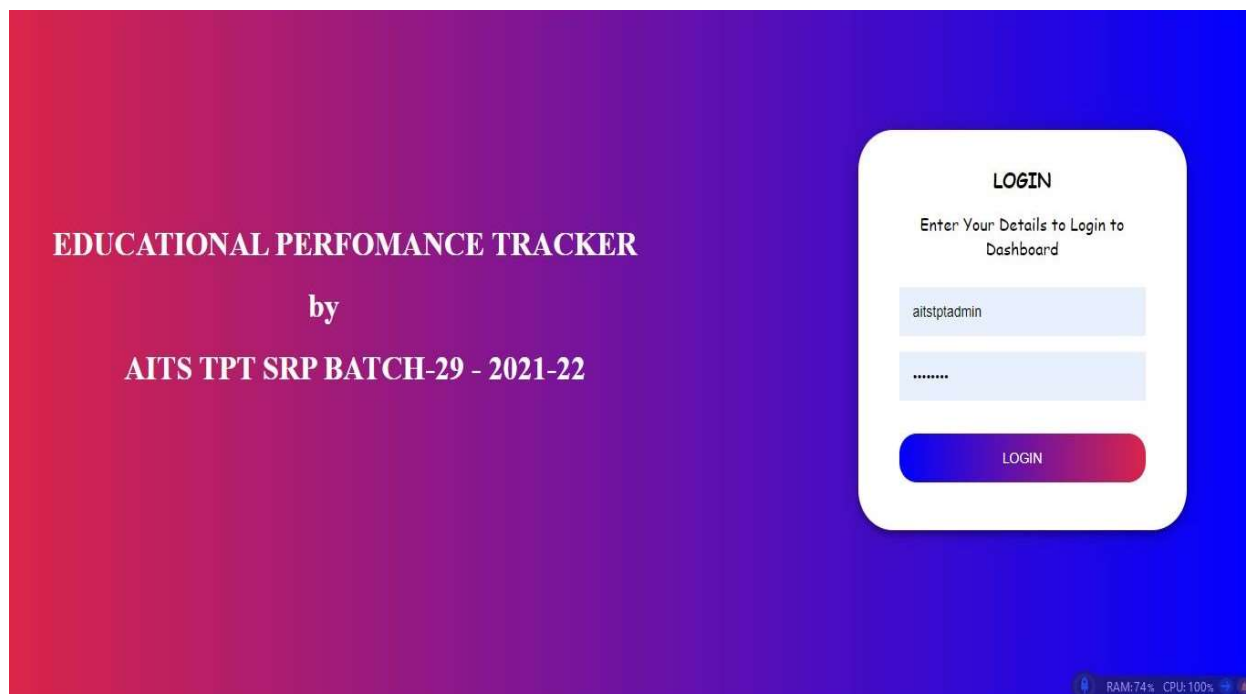 EDUCATIONAL PERFOMANCE TRACKER
by
AITS TPT SRP BATCH-29 - 2021-22
LOGIN
Enter Your Details to Login to
Dashboard
aitstptadmin
••••••••
LOGIN
RAM:74% CPU:100%